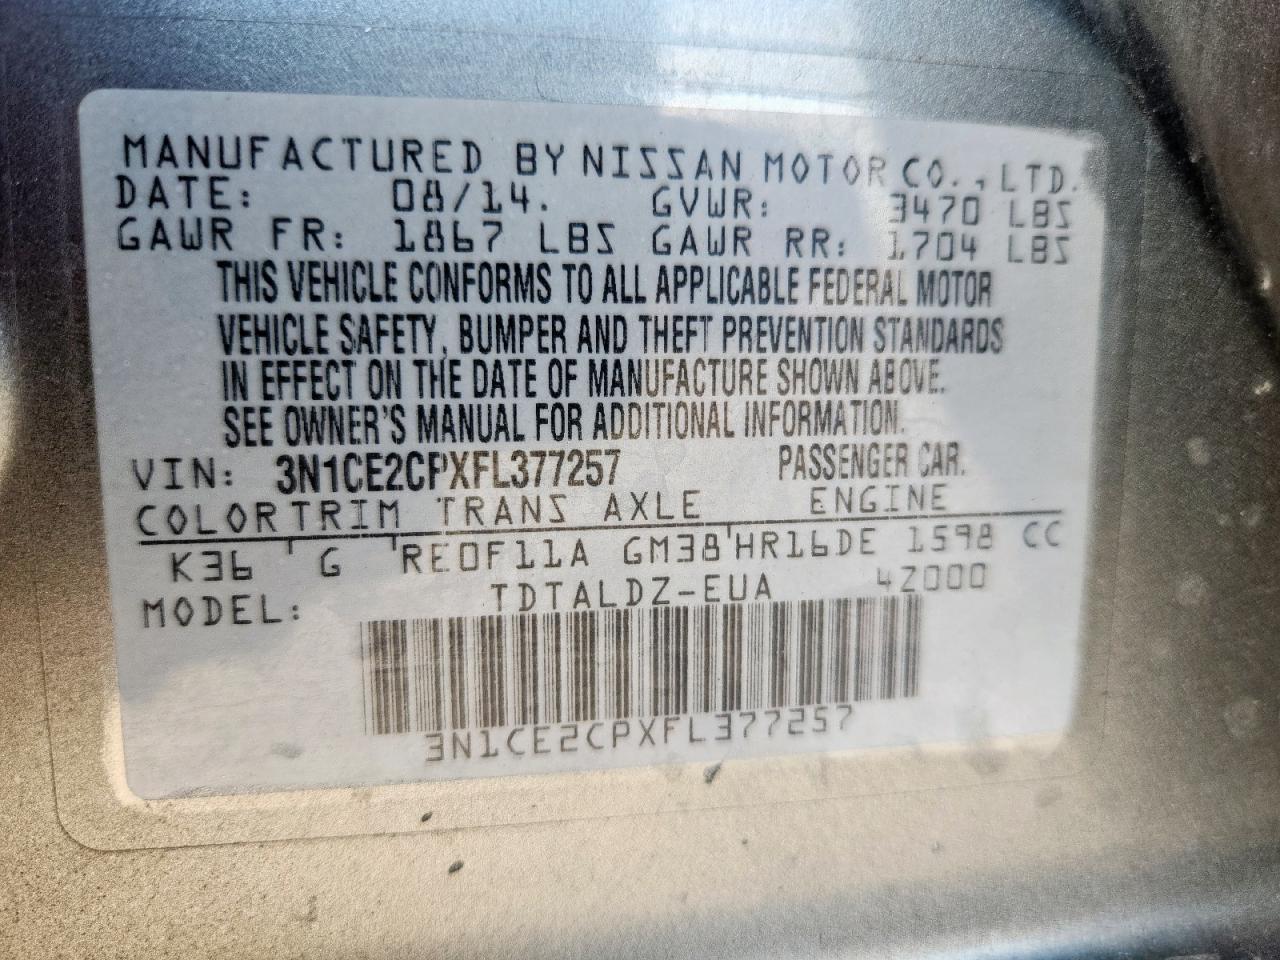 MANUFACTURED BY NISSAN MOTOR CO., LTD.
DATE: 08/14. GVWR: 3470 LBS
GAWR FR: 1867 LBS GAWR RR: 1704 LBS
THIS VEHICLE CONFORMS TO ALL APPLICABLE FEDERAL MOTOR
VEHICLE SAFETY, BUMPER AND THEFT PREVENTION STANDARDS
IN EFFECT ON THE DATE OF MANUFACTURE SHOWN ABOVE.
SEE OWNER'S MANUAL FOR ADDITIONAL INFORMATION.
VIN: 3N1CE2CPXFL377257 PASSENGER CAR.
COLOR TRIM TRANS AXLE ENGINE
K36 ' G ' RE0F11A GM38 ' HR16DE 1598 CC
MODEL: TDTALDZ-EUA 4Z000
3N1CE2CPXFL377257